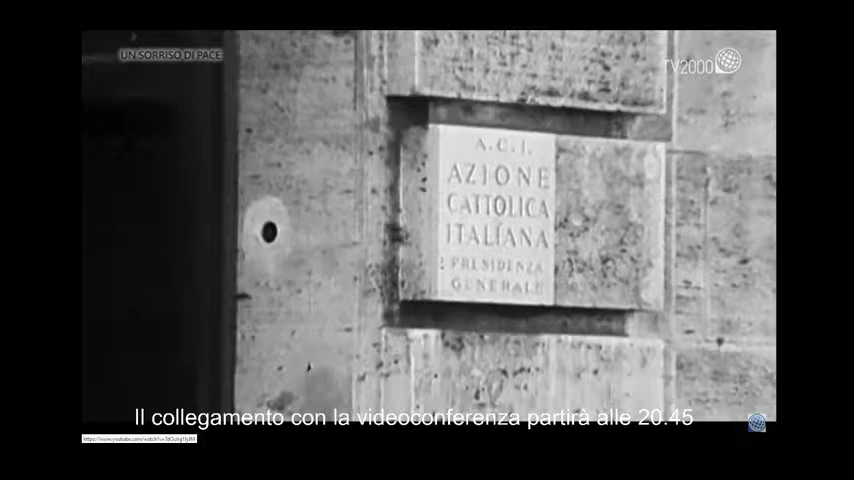 UN SORRISO DI PACE
TV2000
A.C.I.
AZIONE
CATTOLICA
ITALIANA
PRESIDENZA
GENERALE
Il collegamento con la videoconferenza partirà alle 20.45